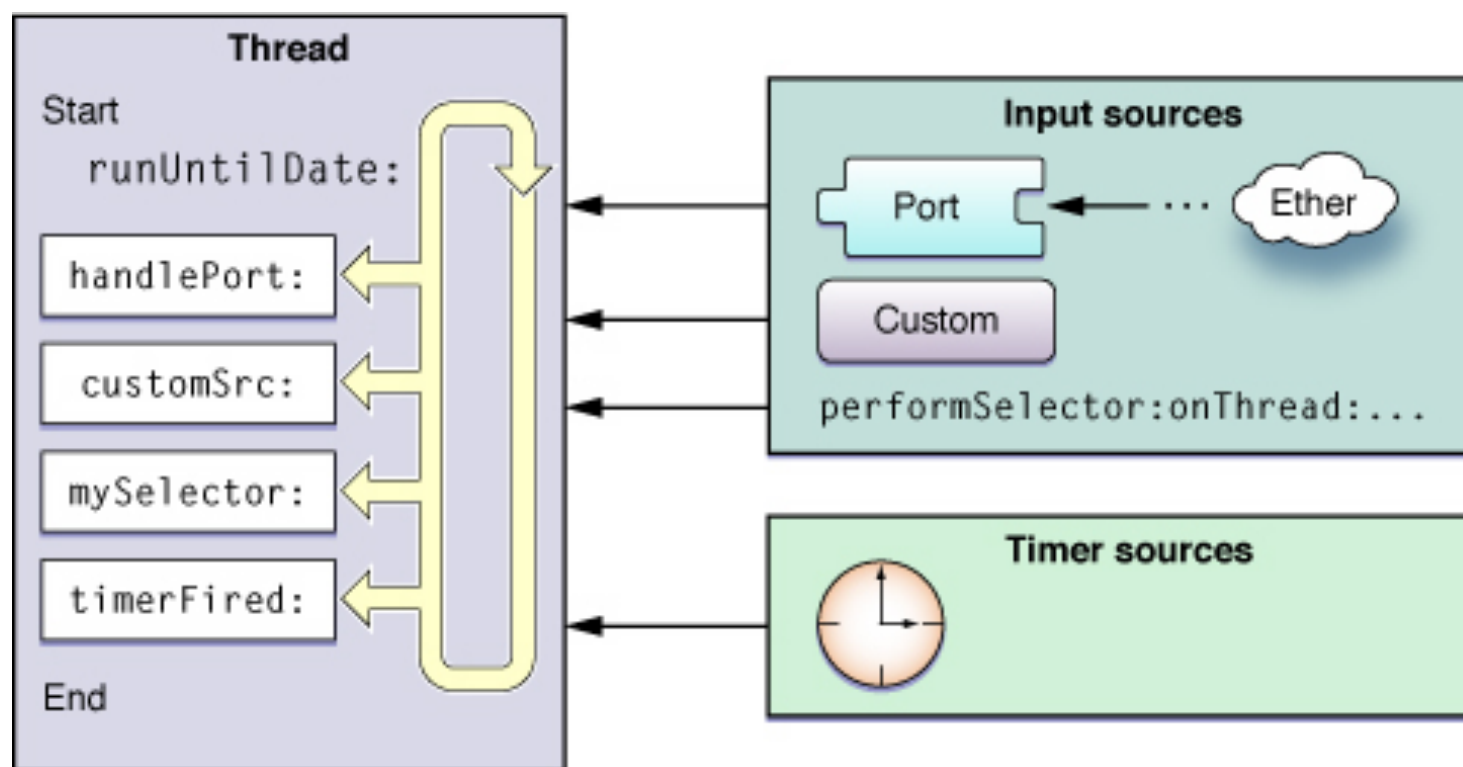 Thread
Start
runUntilDate:
handlePort:
customSrc:
mySelector:
timerFired:
End
Input sources
Port
...
Ether
Custom
performSelector:onThread:...
Timer sources